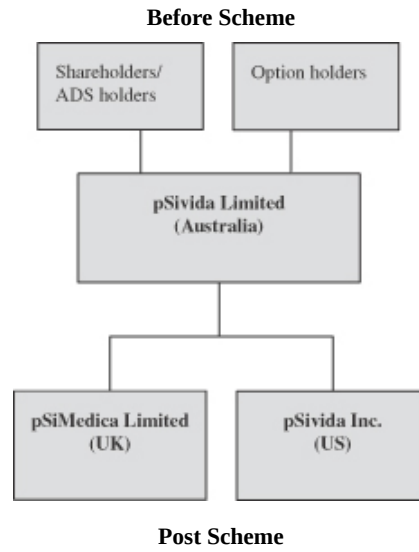 Before Scheme
Shareholders/
ADS holders
Option holders
pSivida Limited
(Australia)
pSiMedica Limited
(UK)
pSivida Inc.
(US)
Post Scheme